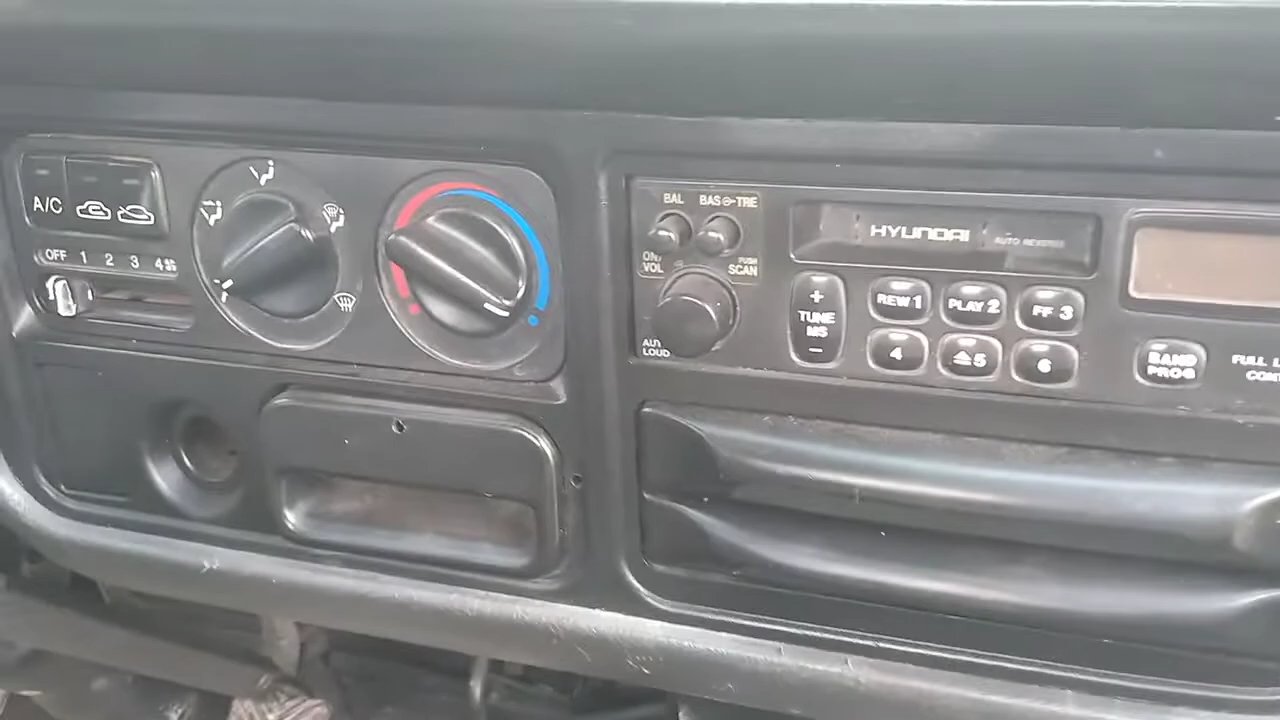 A/C
OFF 1 2 3 4
BAL BAS TRE
ON/
VOL
PUSH
SCAN
LOUD
HYUNDAI
AUTO REVERSE
+
TUNE
MS
−
REW 1
PLAY 2
FF 3
4
5
6
BAND
PROG
FULL